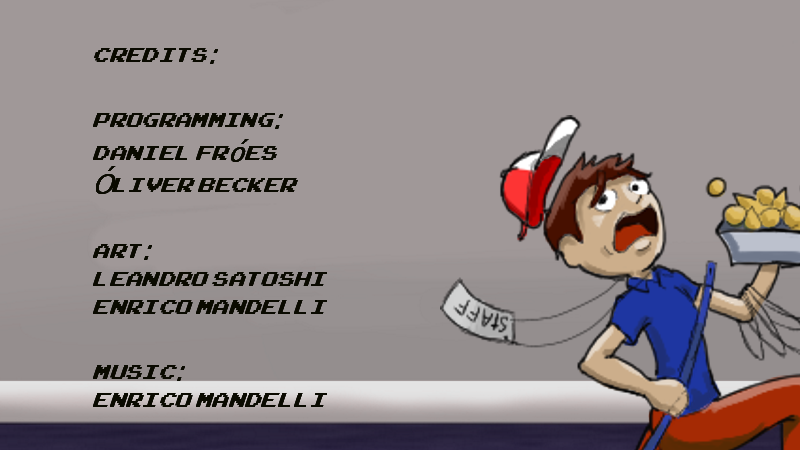 CREDITS:
PROGRAMMING:
DANIEL FRÓES
ÓLIVER BECKER
ART:
LEANDRO SATOSHI
ENRICO MANDELLI
MUSIC:
ENRICO MANDELLI
STAFF